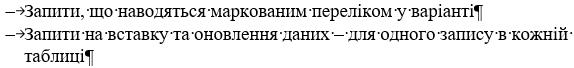 –→Запити,·що·наводяться·маркованим·переліком·у·варіанті¶
–→Запити·на·вставку·та·оновлення·даних·–·для·одного·запису·в·кожній·
таблиці¶